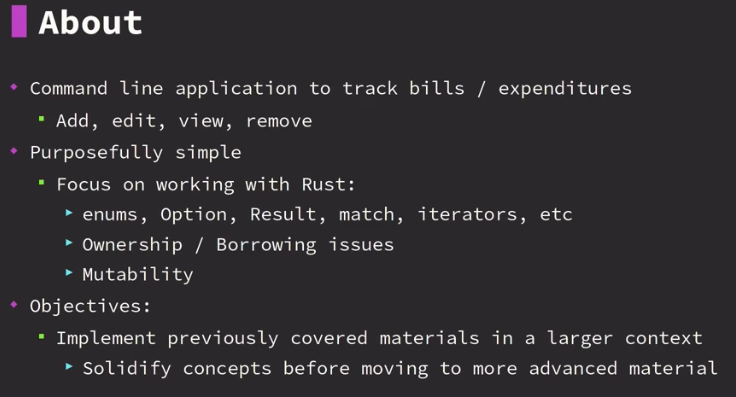 About
Command line application to track bills / expenditures
Add, edit, view, remove
Purposefully simple
Focus on working with Rust:
enums, Option, Result, match, iterators, etc
Ownership / Borrowing issues
Mutability
Objectives:
Implement previously covered materials in a larger context
Solidify concepts before moving to more advanced material